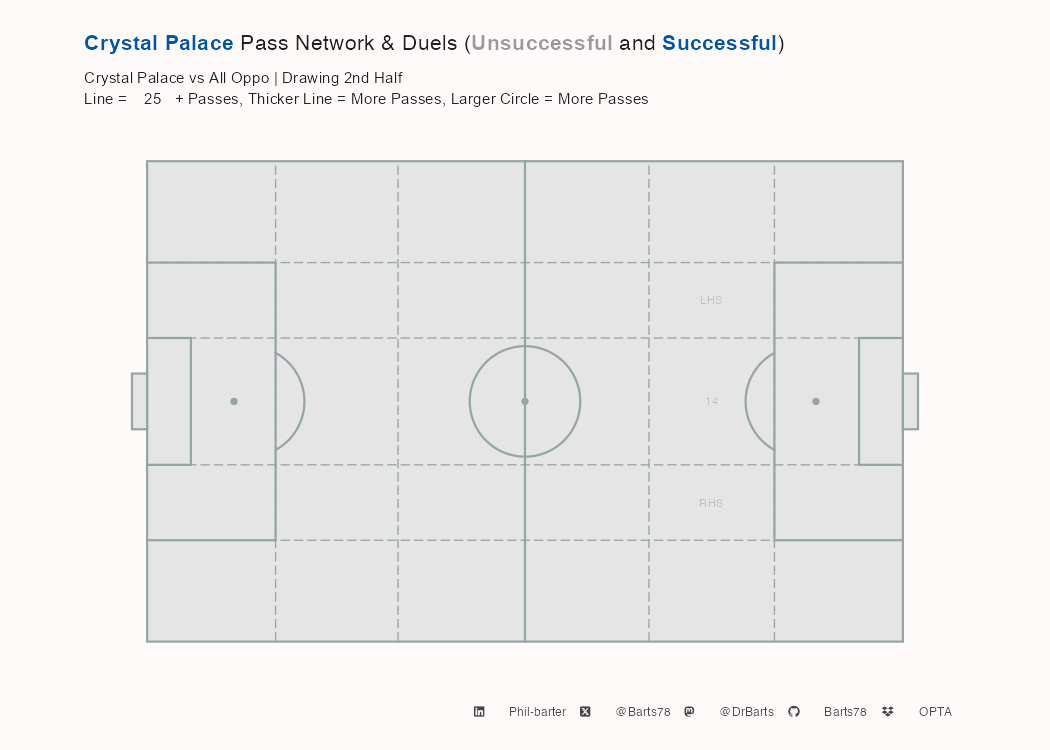 Crystal Palace Pass Network & Duels (Unsuccessful and Successful)
Crystal Palace vs All Oppo | Drawing 2nd Half
Line = 25 + Passes, Thicker Line = More Passes, Larger Circle = More Passes
LHS
14
RHS
Phil-barter @Barts78 @DrBarts Barts78 OPTA